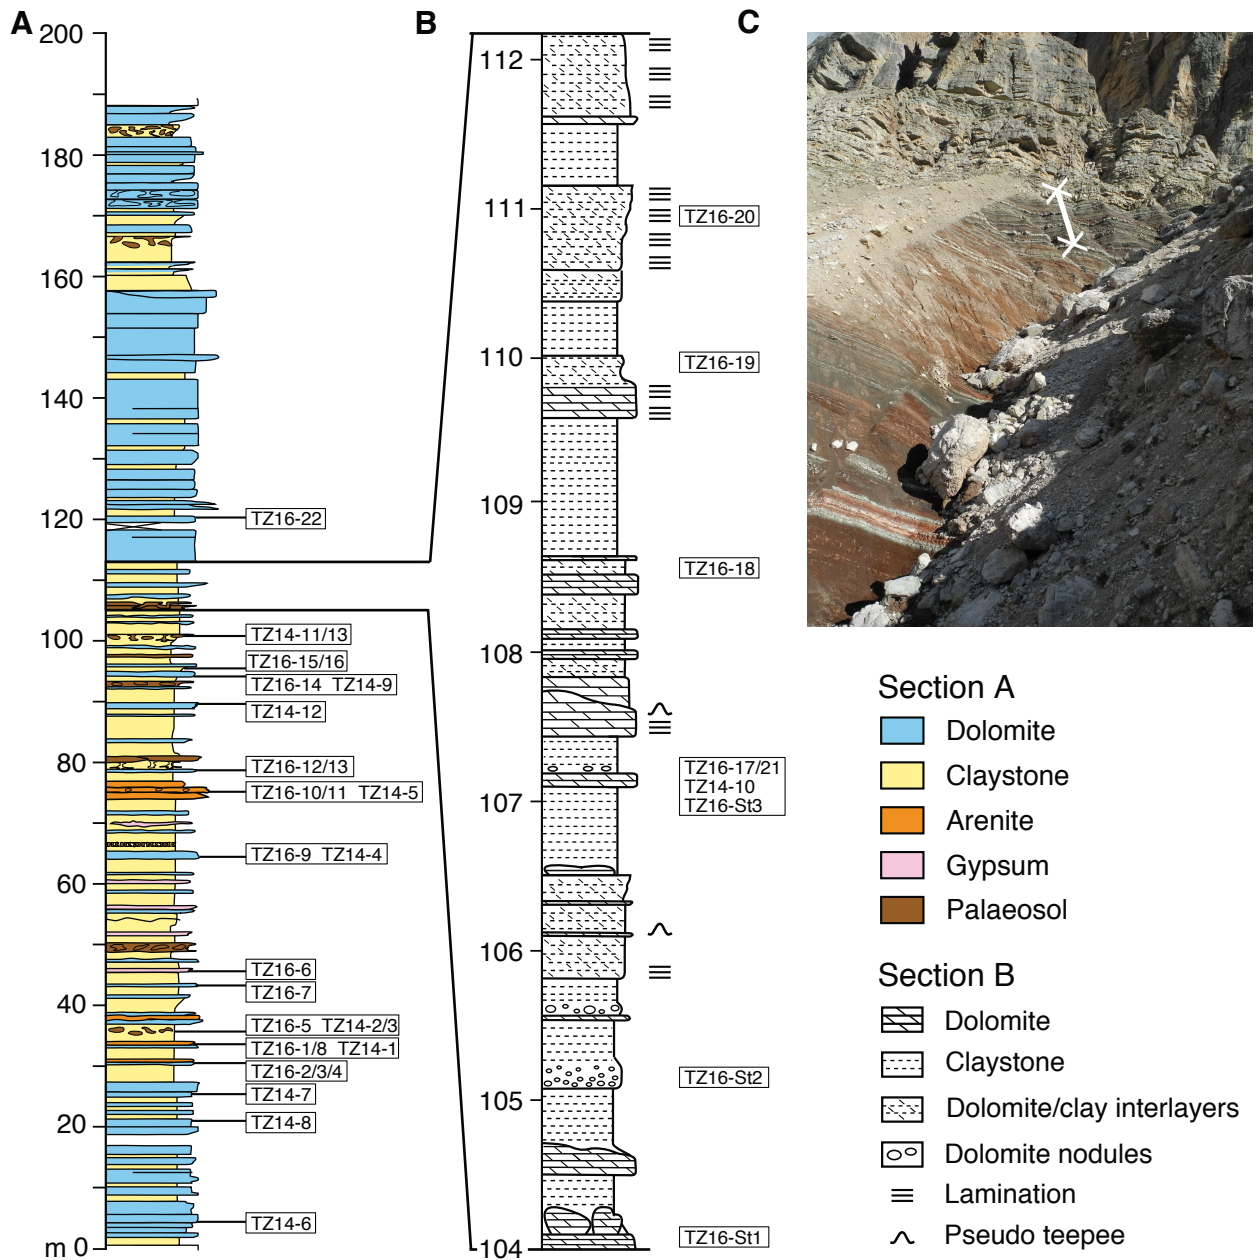 A
B
C
200
180
160
140
120
100
80
60
40
20
m 0
TZ16-22
TZ14-11/13
TZ16-15/16
TZ16-14 TZ14-9
TZ14-12
TZ16-12/13
TZ16-10/11 TZ14-5
TZ16-9 TZ14-4
TZ16-6
TZ16-7
TZ16-5 TZ14-2/3
TZ16-1/8 TZ14-1
TZ16-2/3/4
TZ14-7
TZ14-8
TZ14-6
112
111
110
109
108
107
106
105
104
TZ16-20
TZ16-19
TZ16-18
TZ16-17/21
TZ14-10
TZ16-St3
TZ16-St2
TZ16-St1
Section A
Dolomite
Claystone
Arenite
Gypsum
Palaeosol
Section B
Dolomite
Claystone
Dolomite/clay interlayers
Dolomite nodules
Lamination
Pseudo teepee